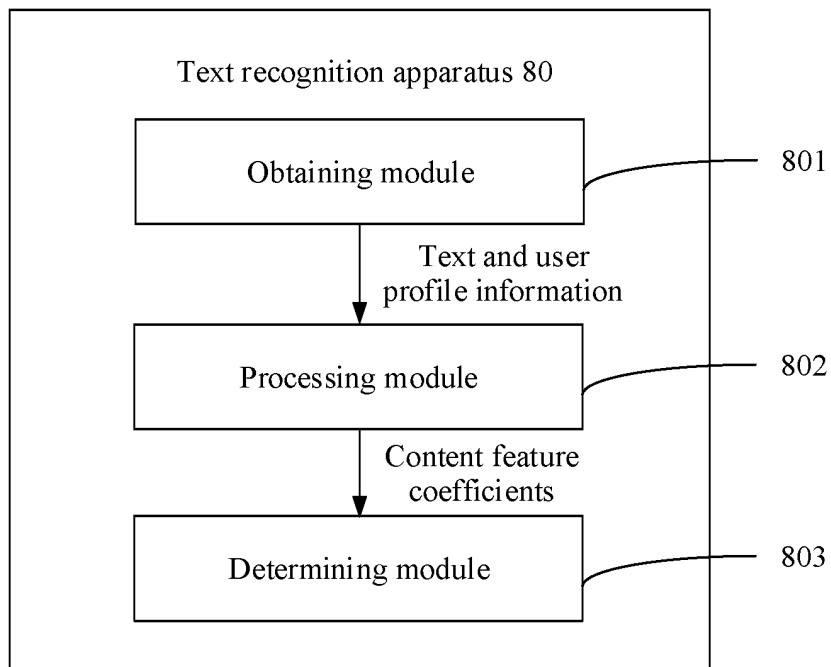 Text recognition apparatus 80
Obtaining module
801
Text and user
profile information
Processing module
802
Content feature
coefficients
Determining module
803